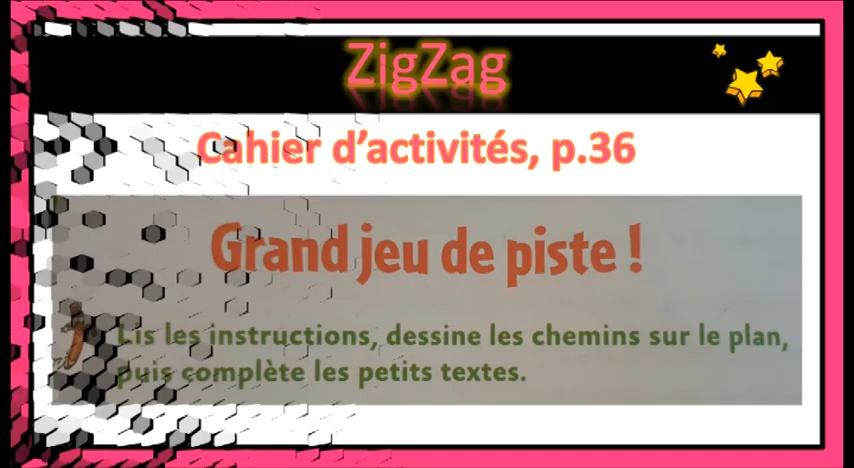 ZigZag
Cahier d'activités, p.36
Grand jeu de piste !
Lis les instructions, dessine les chemins sur le plan,
puis complète les petits textes.